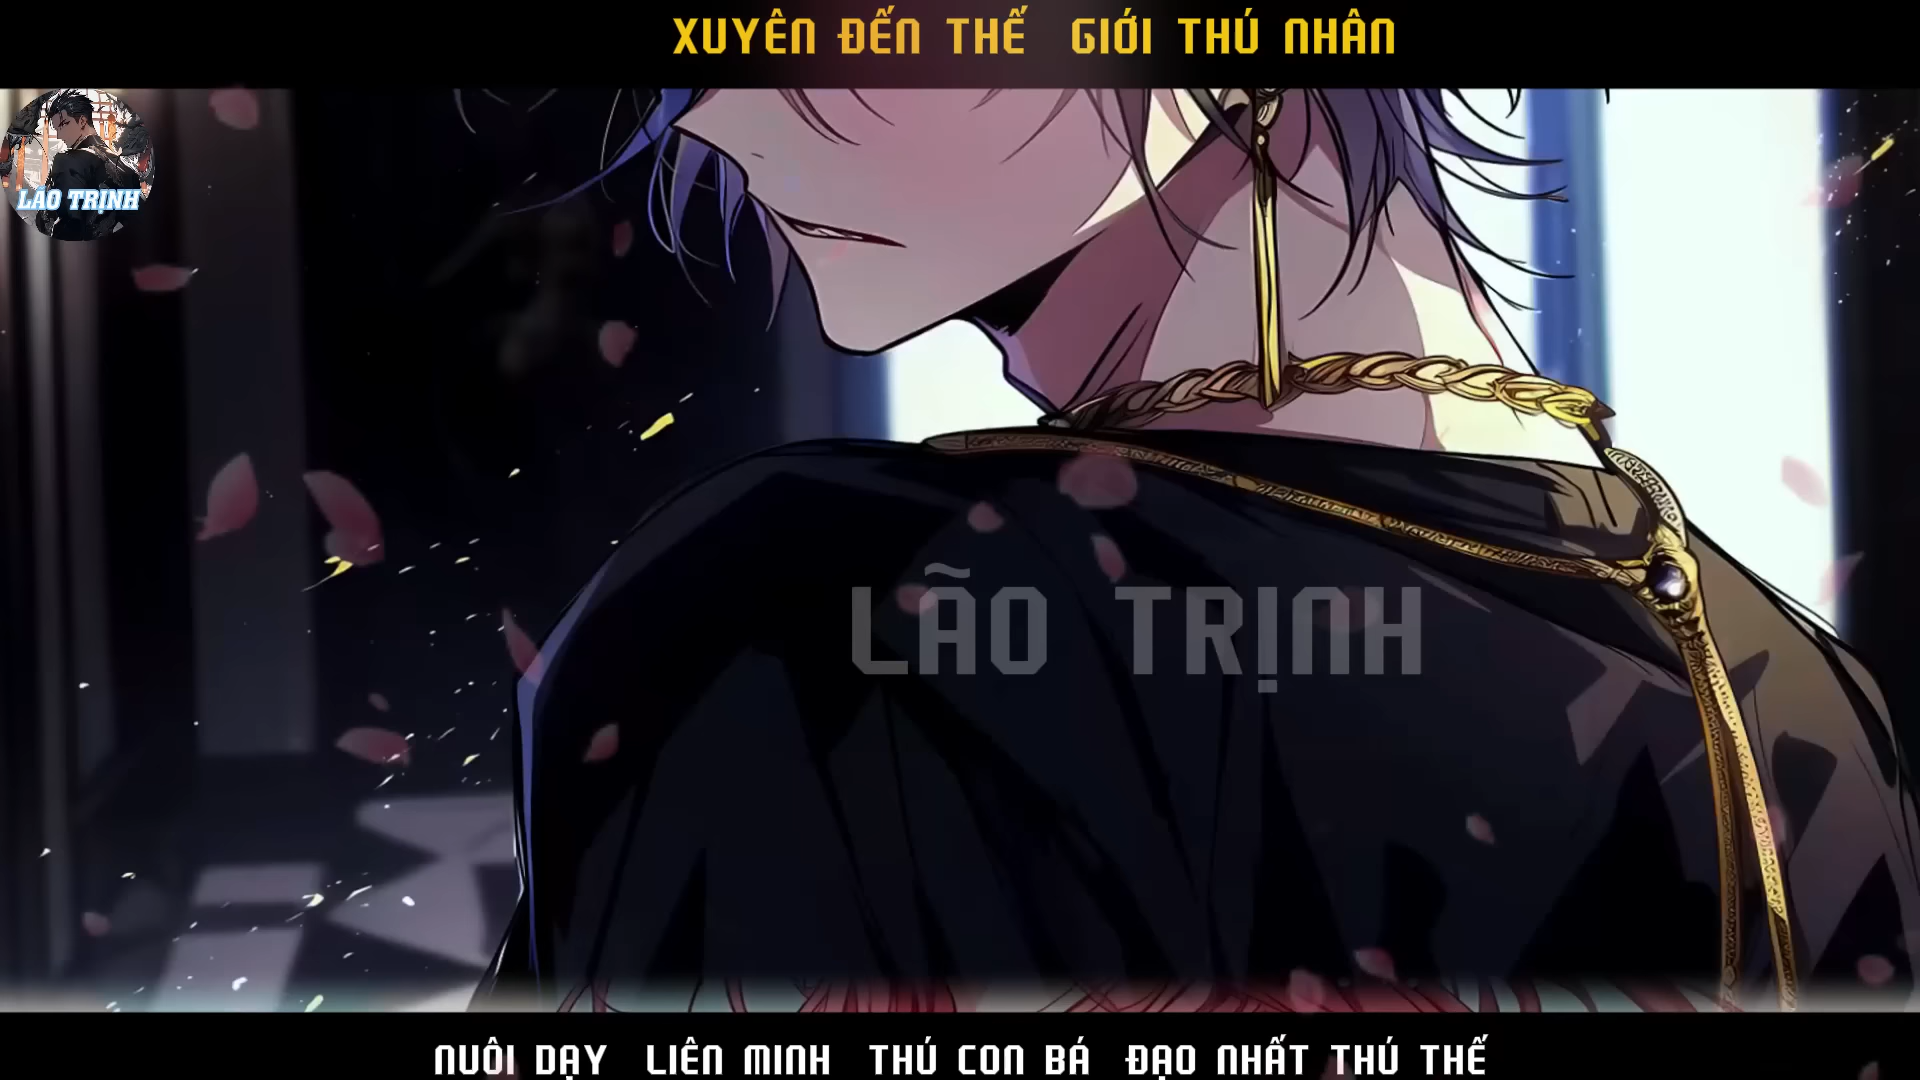 XUYÊN ĐẾN THẾ GIỚI THÚ NHÂN
LÃO TRỊNH
LÃO TRỊNH
NUÔI DẠY LIÊN MINH THÚ CON BÁ ĐẠO NHẤT THÚ THẾ